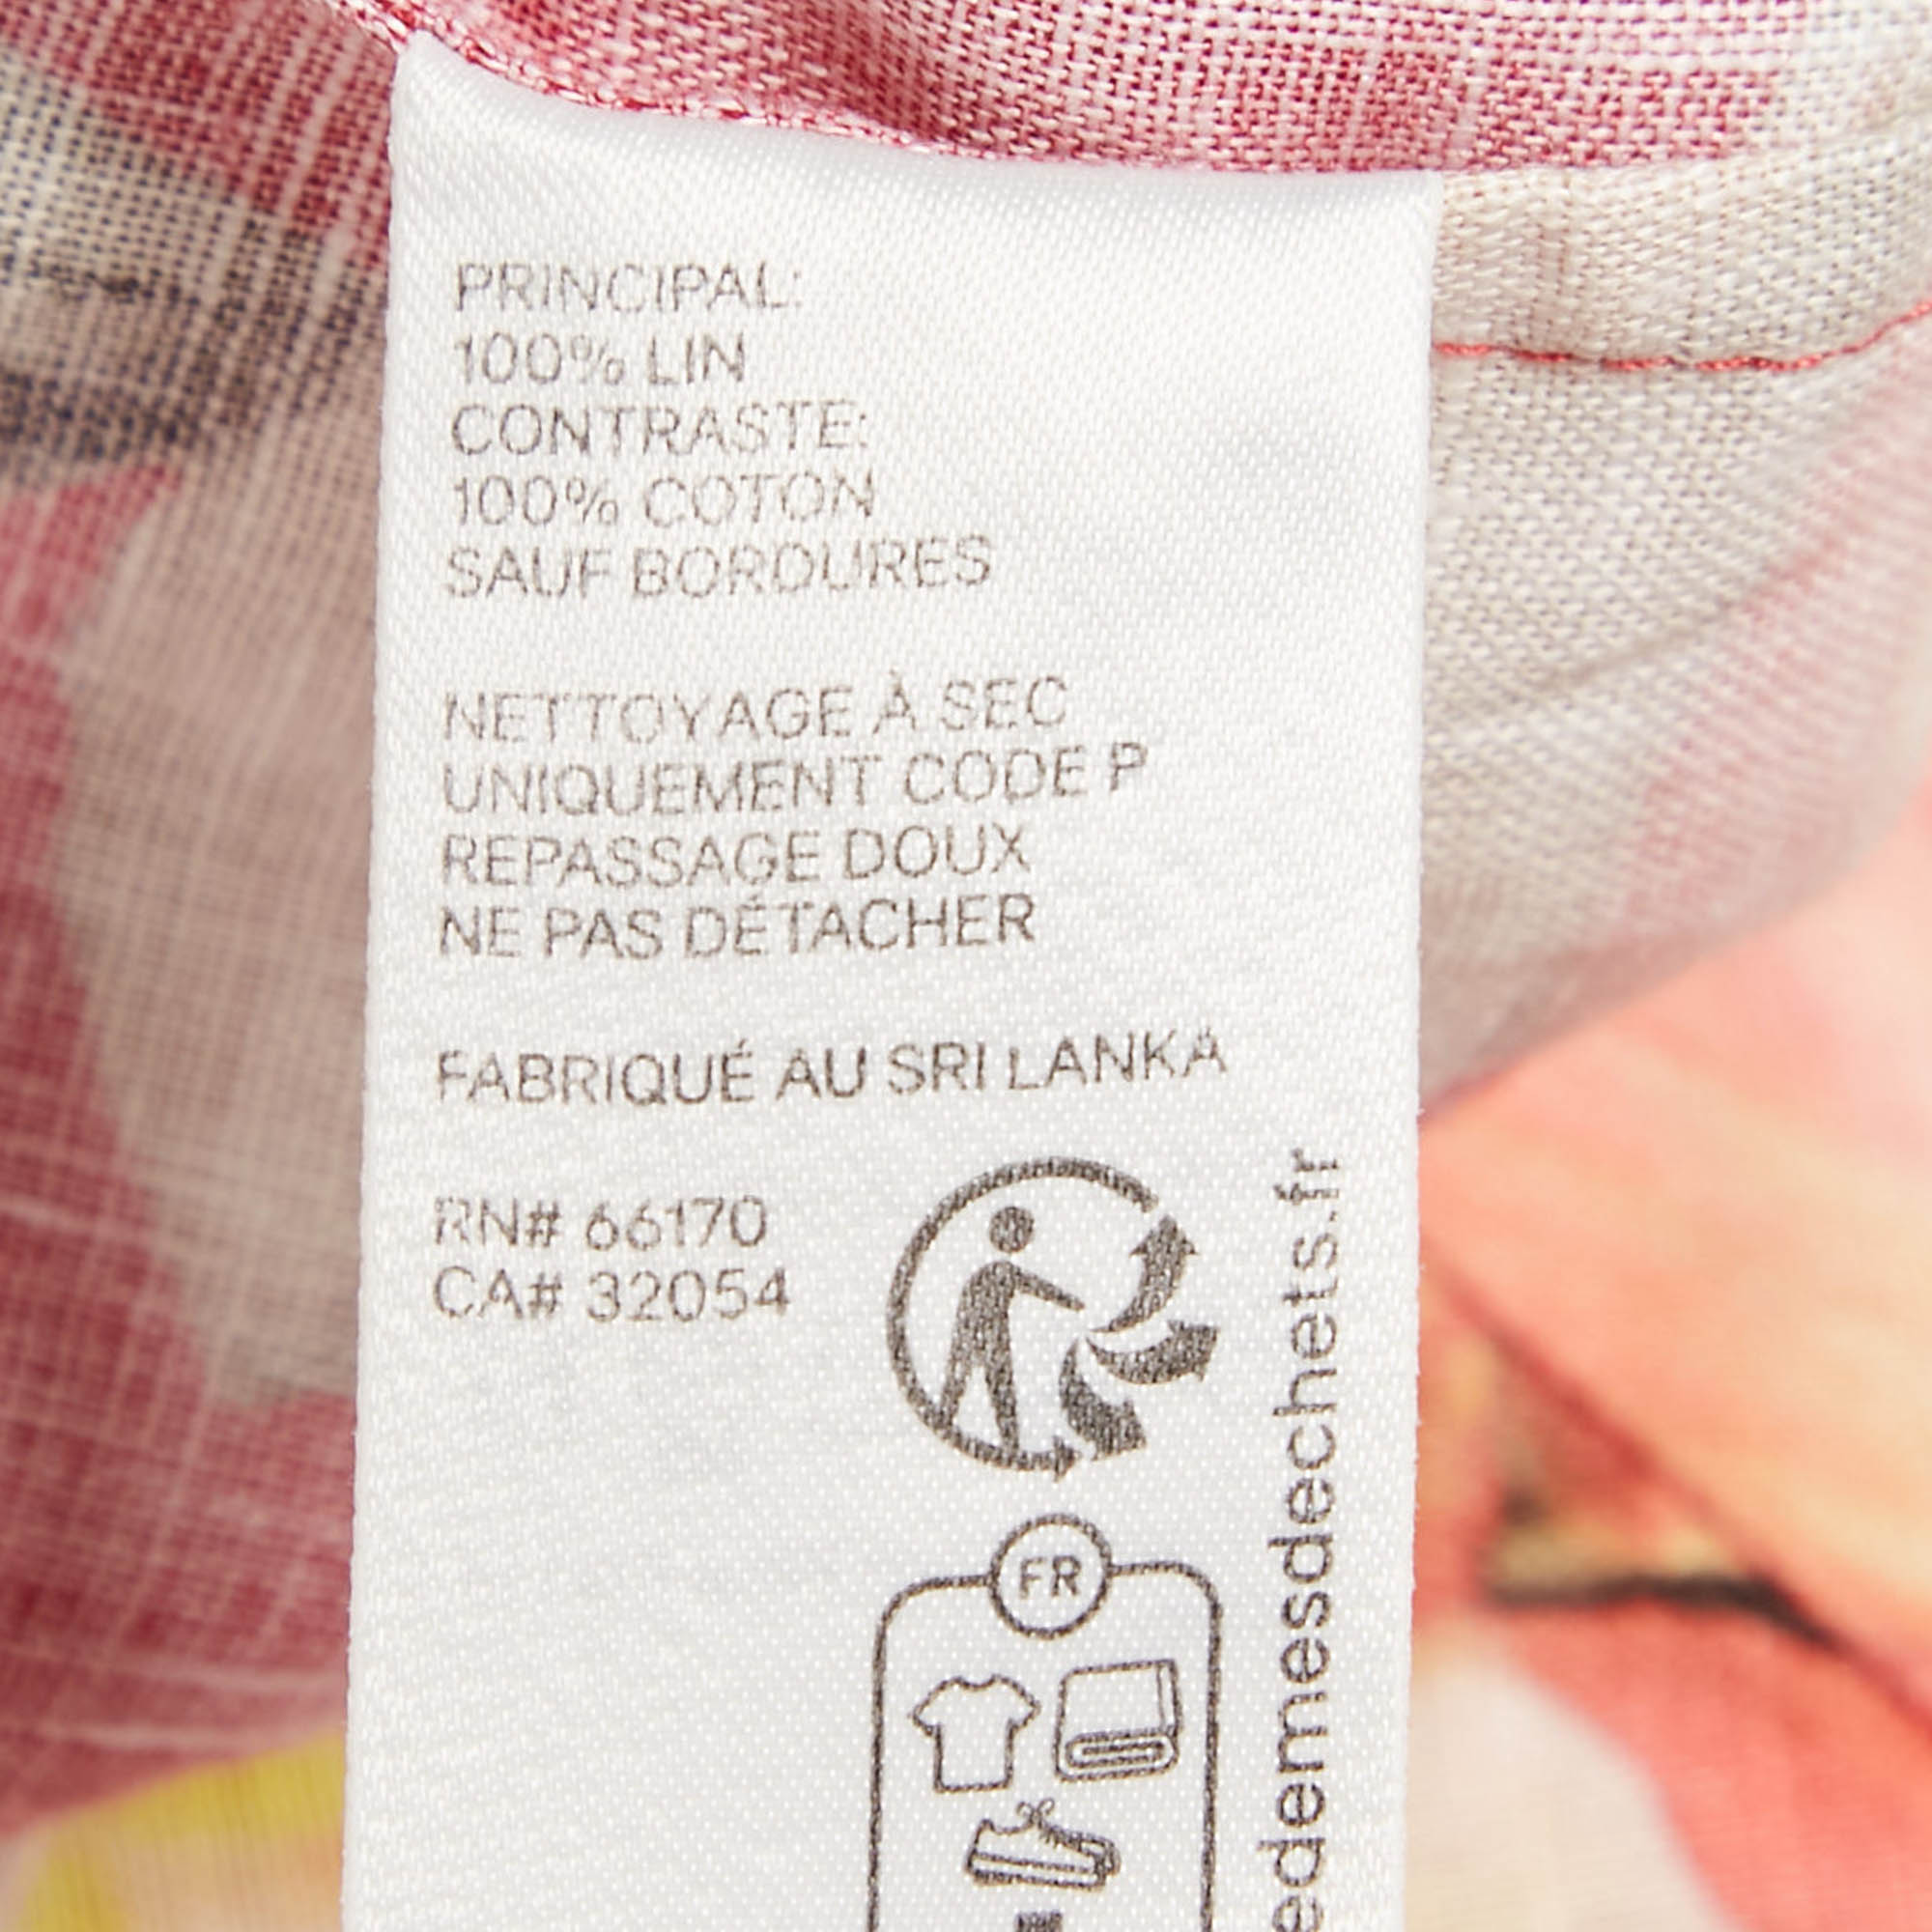 PRINCIPAL:
100% LIN
CONTRASTE:
100% COTON
SAUF BORDURES
NETTOYAGE À SEC
UNIQUEMENT CODE P
REPASSAGE DOUX
NE PAS DÉTACHER
FABRIQUÉ AU SRI LANKA
RN# 66170
CA# 32054
FR
edemesdechets.fr